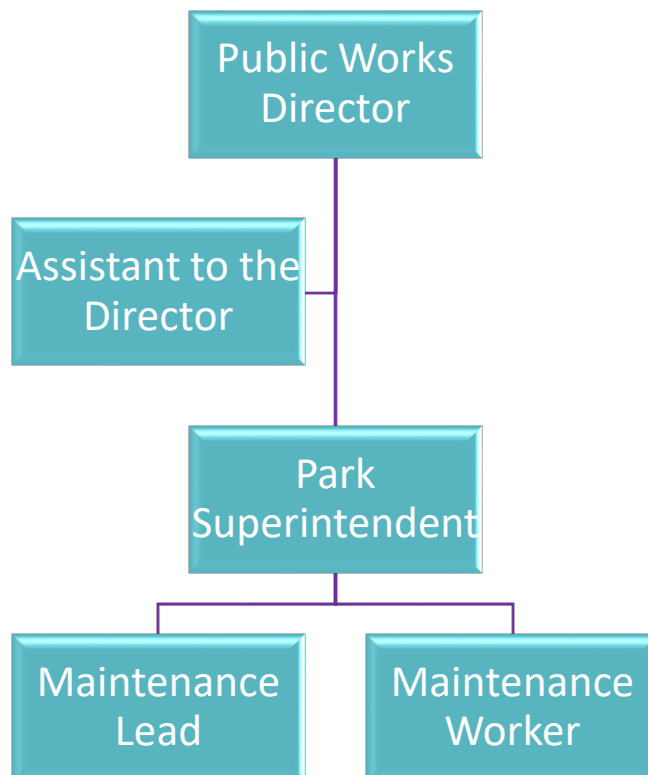 Public Works
Director
Assistant to the
Director
Park
Superintendent
Maintenance
Lead
Maintenance
Worker